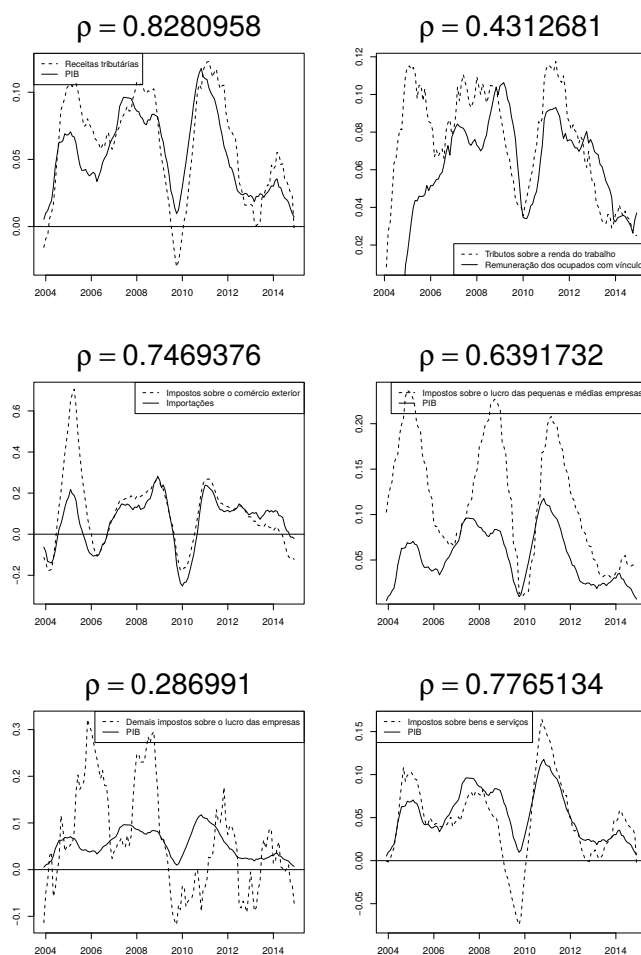 ρ = 0.8280958
Receitas tributárias
PIB
0.10
0.05
0.00
2004 2006 2008 2010 2012 2014
ρ = 0.4312681
0.12
0.10
0.08
0.06
0.04
0.02
Tributos sobre a renda do trabalho
Remuneração dos ocupados com vínculo
2004 2006 2008 2010 2012 2014
ρ = 0.7469376
Impostos sobre o comércio exterior
Importações
0.6
0.4
0.2
0.0
−0.2
2004 2006 2008 2010 2012 2014
ρ = 0.6391732
Impostos sobre o lucro das pequenas e médias empresas
PIB
0.20
0.15
0.10
0.05
2004 2006 2008 2010 2012 2014
ρ = 0.286991
Demais impostos sobre o lucro das empresas
PIB
0.3
0.2
0.1
0.0
−0.1
2004 2006 2008 2010 2012 2014
ρ = 0.7765134
Impostos sobre bens e serviços
PIB
0.15
0.10
0.05
0.00
−0.05
2004 2006 2008 2010 2012 2014